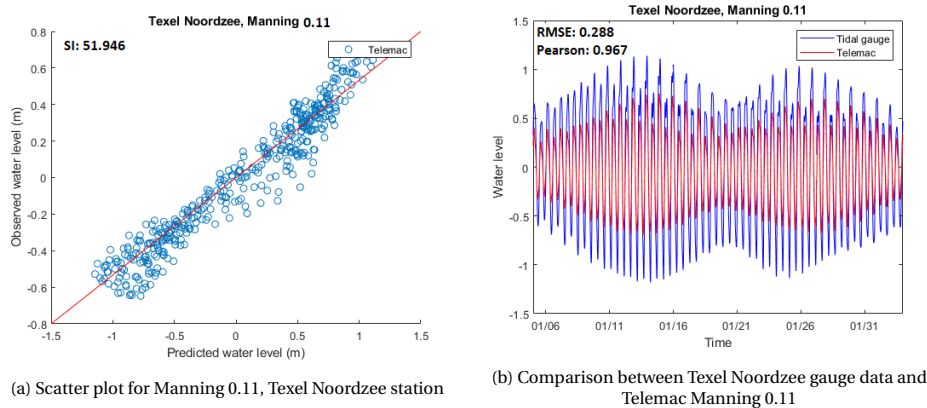 Texel Noordzee, Manning 0.11
SI: 51.946
Telemac
0.8
0.6
0.4
0.2
0
-0.2
-0.4
-0.6
-0.8
-1.5
-1
-0.5
0
0.5
1
1.5
Observed water level (m)
Predicted water level (m)
(a) Scatter plot for Manning 0.11, Texel Noordzee station
Texel Noordzee, Manning 0.11
RMSE: 0.288
Pearson: 0.967
Tidal gauge
Telemac
1.5
1
0.5
0
-0.5
-1
-1.5
01/06
01/11
01/16
01/21
01/26
01/31
Water level
Time
(b) Comparison between Texel Noordzee gauge data and
Telemac Manning 0.11